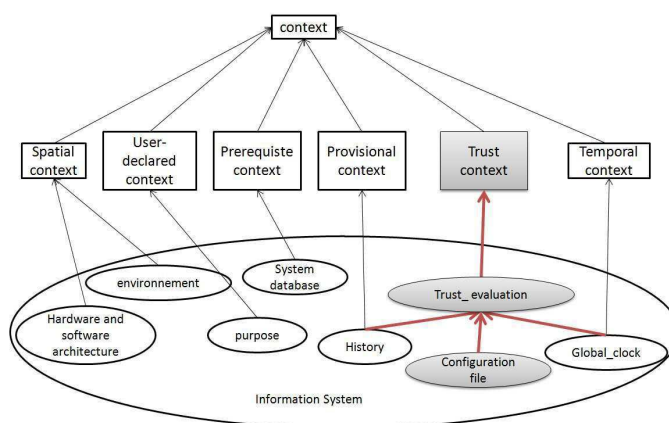 context
Spatial
context
User-
declared
context
Prerequiste
context
Provisional
context
Trust
context
Temporal
context
environnement
System
database
Trust_ evaluation
Hardware and
software
architecture
purpose
History
Configuration
file
Global_clock
Information System